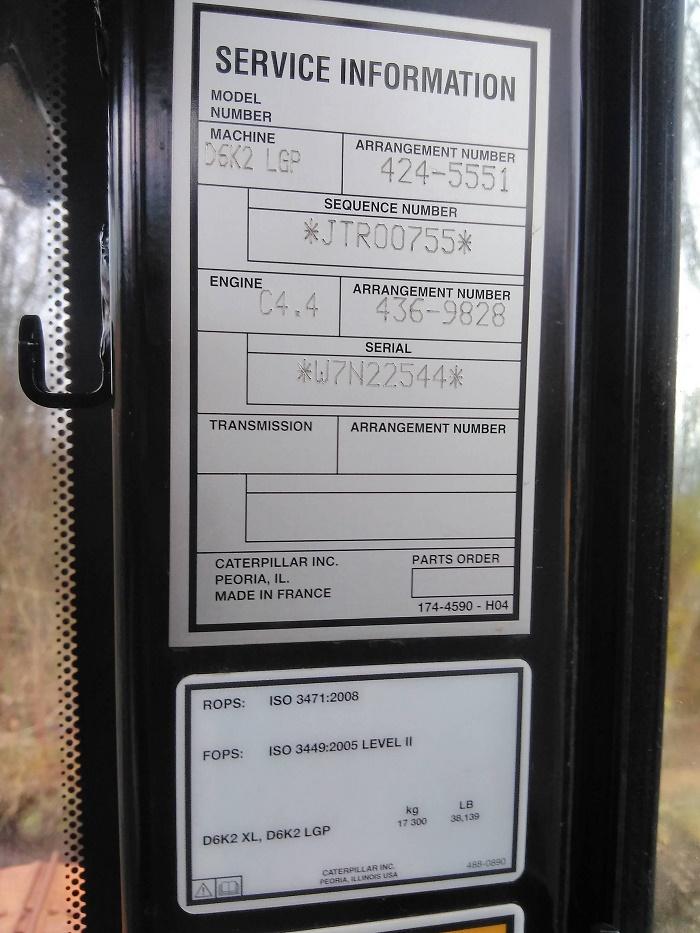 SERVICE INFORMATION
MODEL
NUMBER
MACHINE
D6K2 LGP
ARRANGEMENT NUMBER
424-5551
SEQUENCE NUMBER
*JTR00755*
ENGINE
C4.4
ARRANGEMENT NUMBER
436-9828
SERIAL
*W7N22544*
TRANSMISSION
ARRANGEMENT NUMBER
CATERPILLAR INC.
PEORIA, IL.
MADE IN FRANCE
PARTS ORDER
174-4590 - H04
ROPS: ISO 3471:2008
FOPS: ISO 3449:2005 LEVEL II
kg LB
D6K2 XL, D6K2 LGP 17 300 38,139
CATERPILLAR INC.
PEORIA, ILLINOIS USA
488-0890